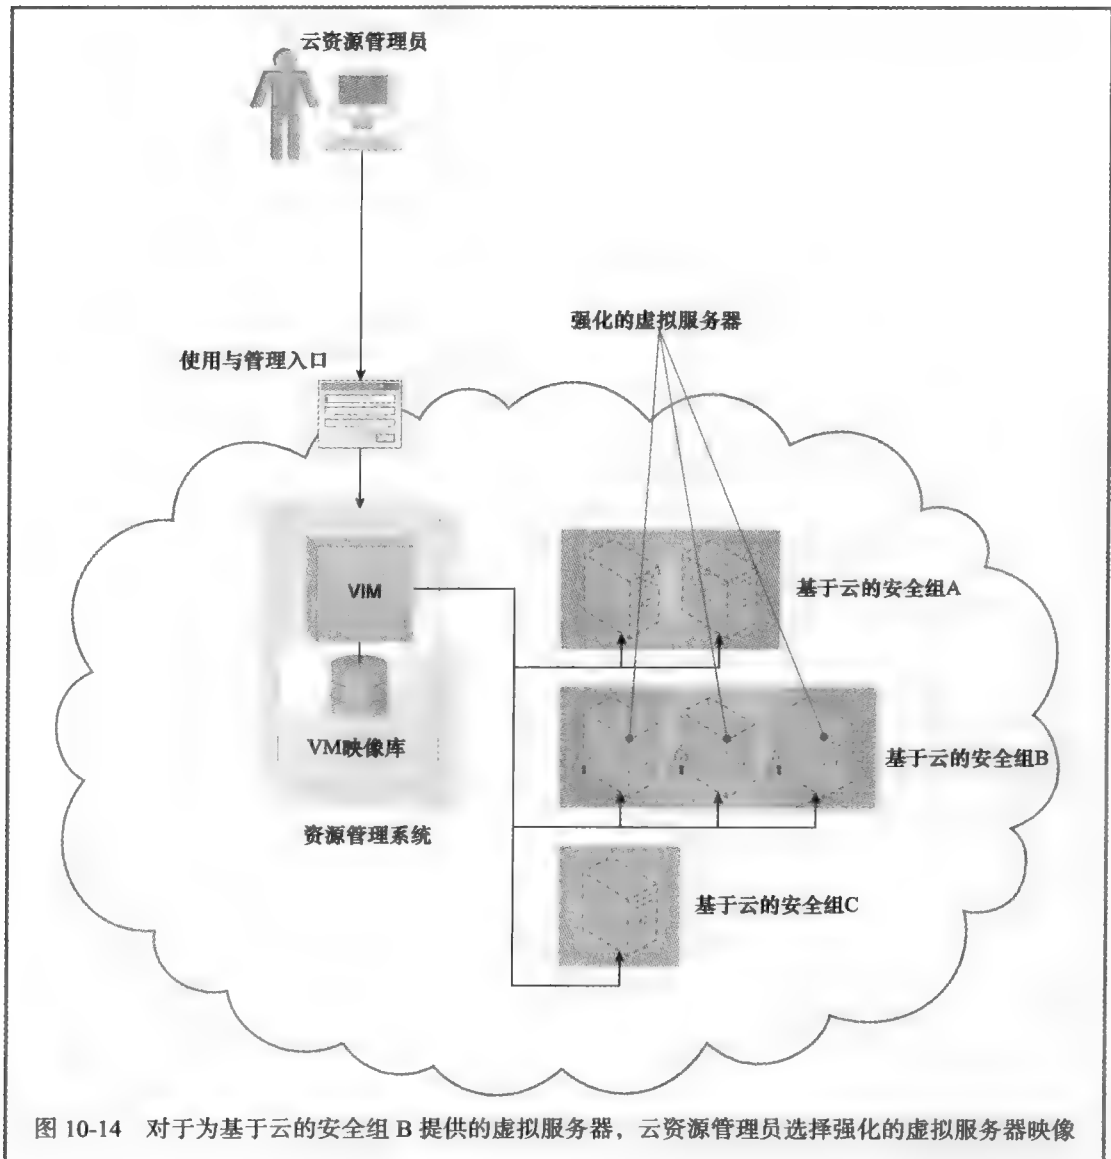 云资源管理员
强化的虚拟服务器
使用与管理入口
VIM
基于云的安全组A
VM映像库
基于云的安全组B
资源管理系统
基于云的安全组C
图 10-14 对于为基于云的安全组 B 提供的虚拟服务器，云资源管理员选择强化的虚拟服务器映像